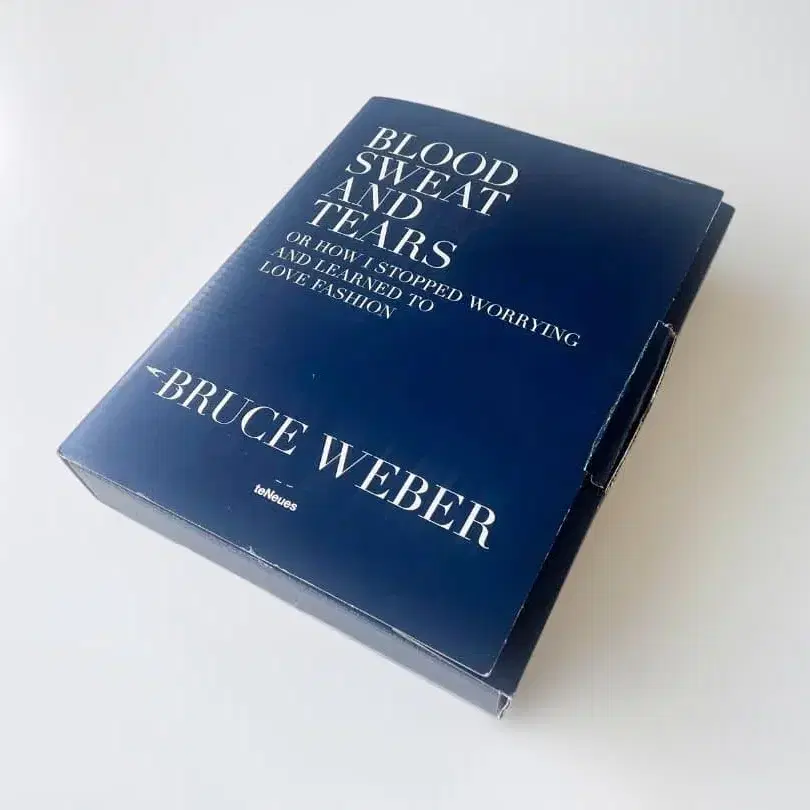 BLOOD
SWEAT
AND
TEARS
OR HOW I STOPPED WORRYING
AND LEARNED TO
LOVE FASHION
BRUCE WEBER
teNeues